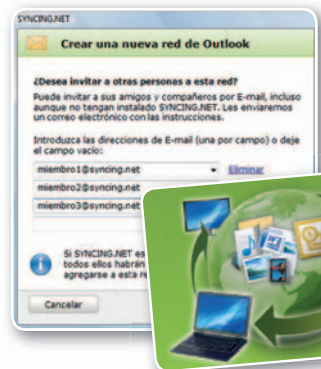 SYNCING.NET
Crear una nueva red de Outlook
¿Desea invitar a otras personas a esta red?
Puede invitar a sus amigos y compañeros por E-mail, incluso
aunque no tengan instalado SYNCING.NET. Les enviaremos
un correo electrónico con las instrucciones.
Introduzca las direcciones de E-mail (una por campo) o deje
el campo vacío:
miembro1@syncing.net
Eliminar
miembro2@syncing.net
miembro3@syncing.net
Si SYNCING.NET es
todos ellos habrán
agregarse a esta re
Cancelar
W